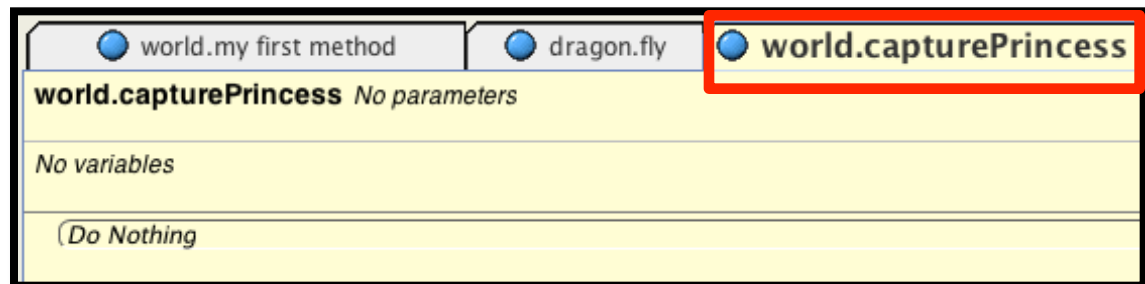 world.my first method dragon.fly world.capturePrincess
world.capturePrincess No parameters
No variables
Do Nothing